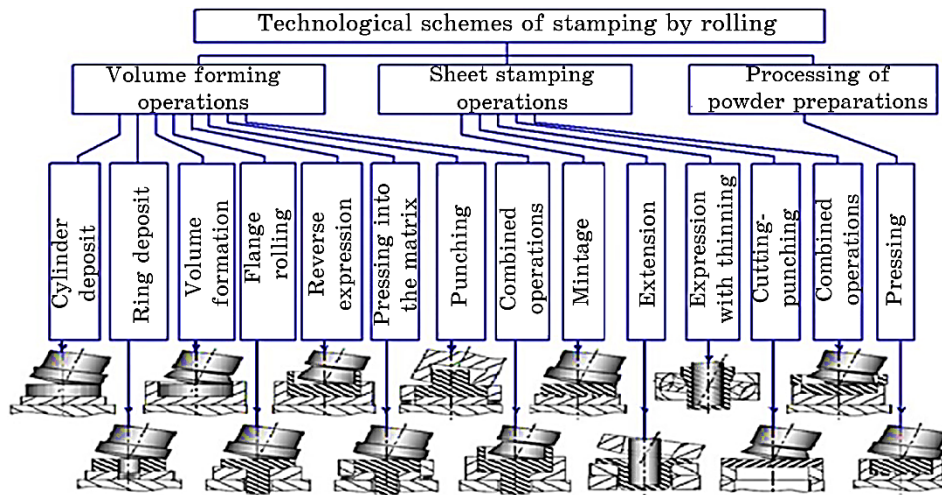 Technological schemes of stamping by rolling
Volume forming
operations
Sheet stamping
operations
Processing of
powder preparations
Cylinder
deposit
Ring deposit
Volume
formation
Flange
rolling
Reverse
expression
Pressing into
the matrix
Punching
Combined
operations
Mintage
Extension
Expression
with thinning
Cutting-
punching
Combined
operations
Pressing